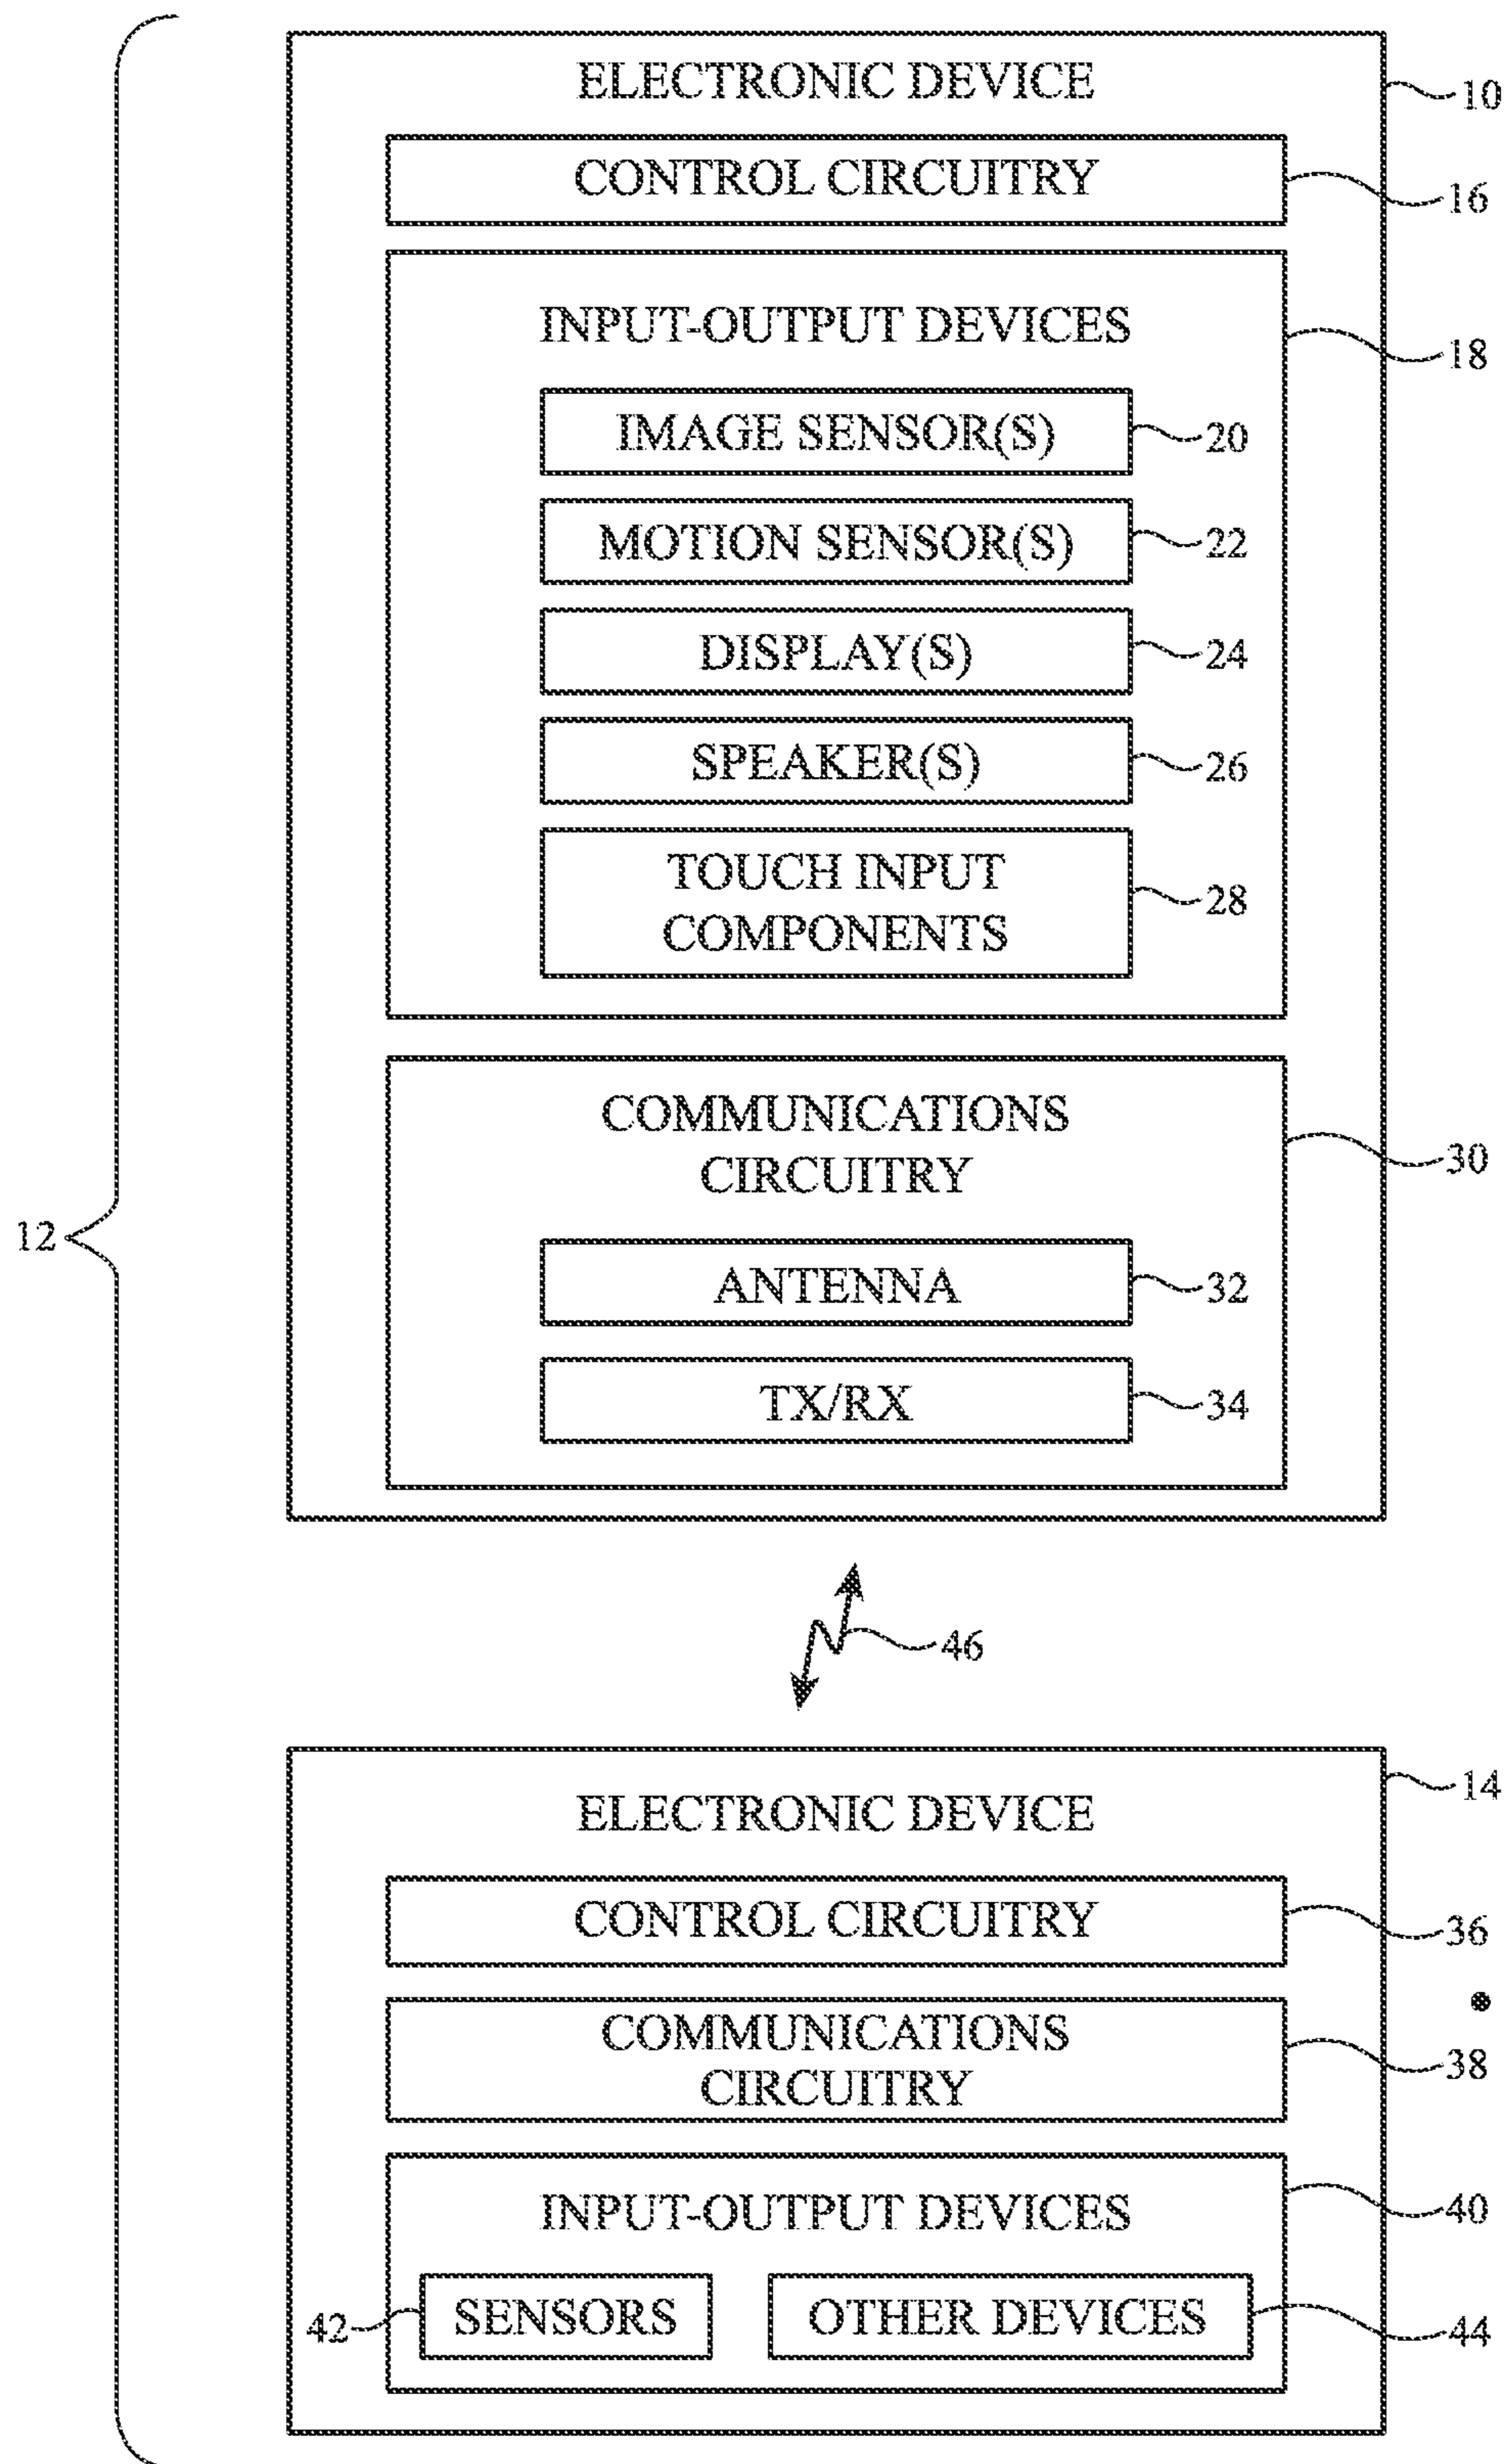 ELECTRONIC DEVICE
10
CONTROL CIRCUITRY
16
INPUT-OUTPUT DEVICES
18
IMAGE SENSOR(S)
20
MOTION SENSOR(S)
22
DISPLAY(S)
24
SPEAKER(S)
26
TOUCH INPUT
COMPONENTS
28
COMMUNICATIONS
CIRCUITRY
30
12
ANTENNA
32
TX/RX
34
46
ELECTRONIC DEVICE
14
CONTROL CIRCUITRY
36
COMMUNICATIONS
CIRCUITRY
38
INPUT-OUTPUT DEVICES
40
42
SENSORS
OTHER DEVICES
44